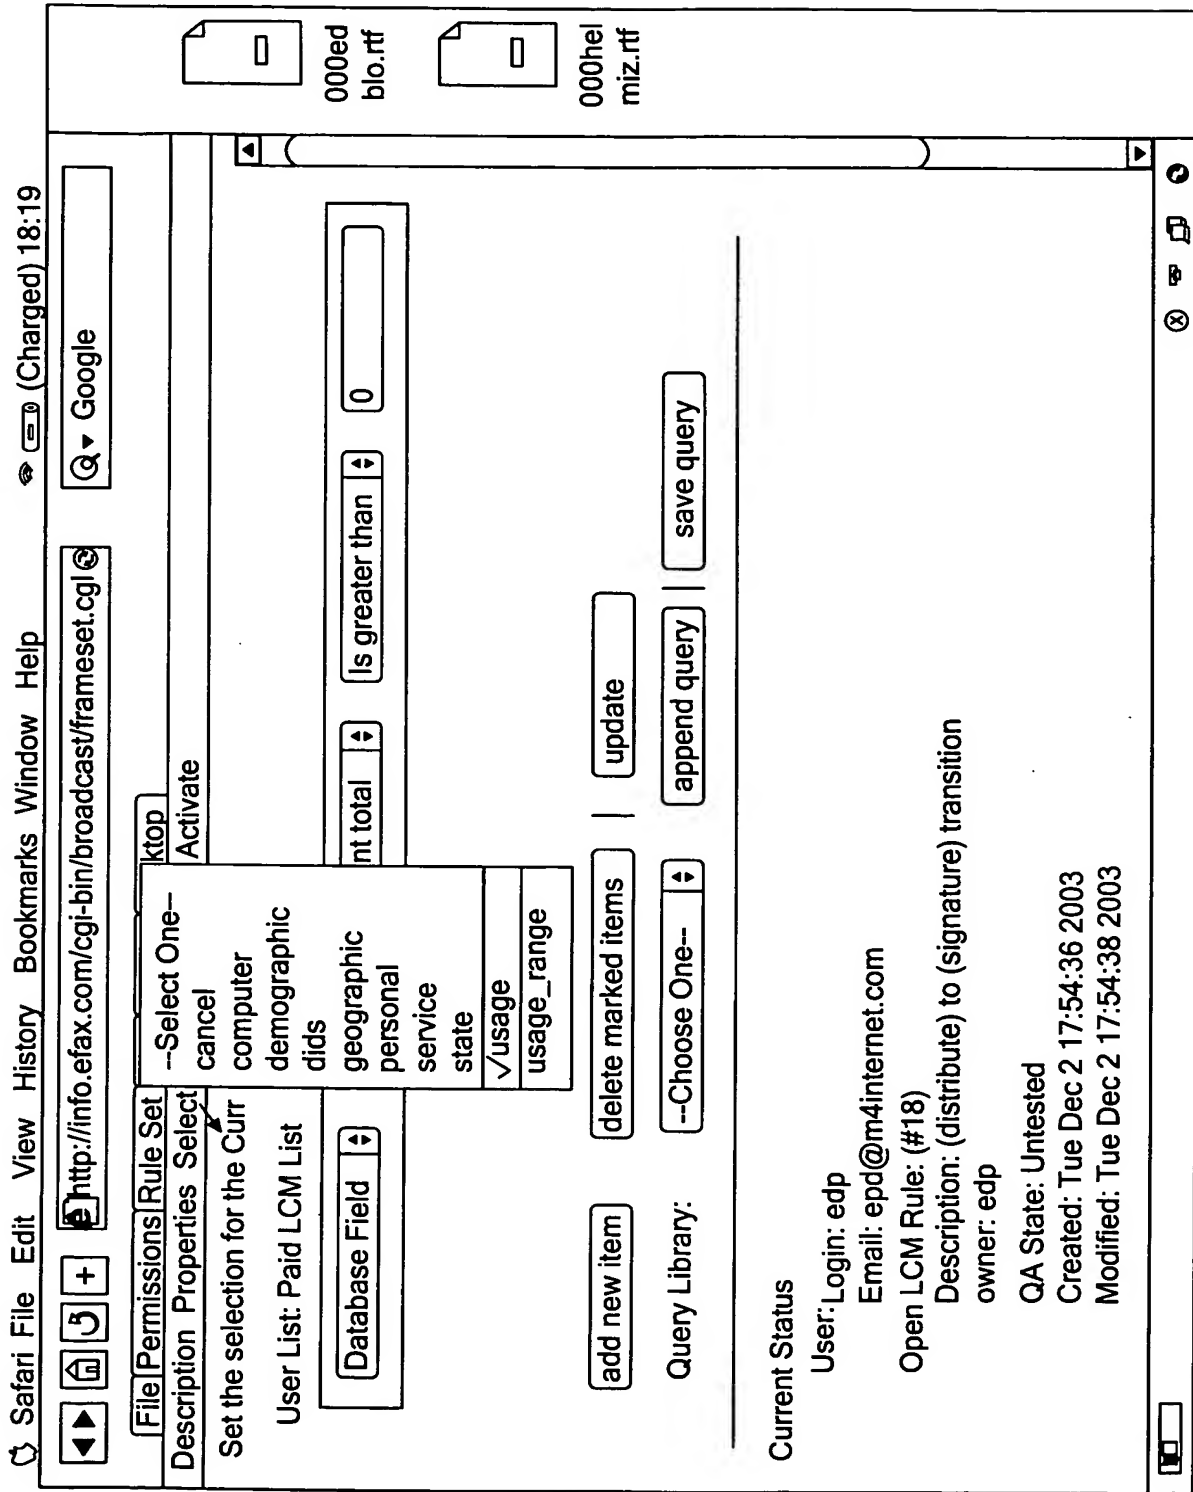 Safari File Edit View History Bookmarks Window Help (Charged) 18:19
http://info.efax.com/cgi-bin/broadcast/frameset.cgl Google
File Permissions Rule Set ktop
Description Properties Select Activate
Set the selection for the Curr
User List: Paid LCM List
Database Field nt total Is greater than 0
--Select One--
cancel
computer
demographic
dids
geographic
personal
service
state
√usage
usage_range
add new item delete marked items | update
Query Library: --Choose One-- append query | save query
Current Status
User: Login: edp
Email: epd@m4internet.com
Open LCM Rule: (#18)
Description: (distribute) to (signature) transition
owner: edp
QA State: Untested
Created: Tue Dec 2 17:54:36 2003
Modified: Tue Dec 2 17:54:38 2003
000ed
blo.rtf
000hel
miz.rtf